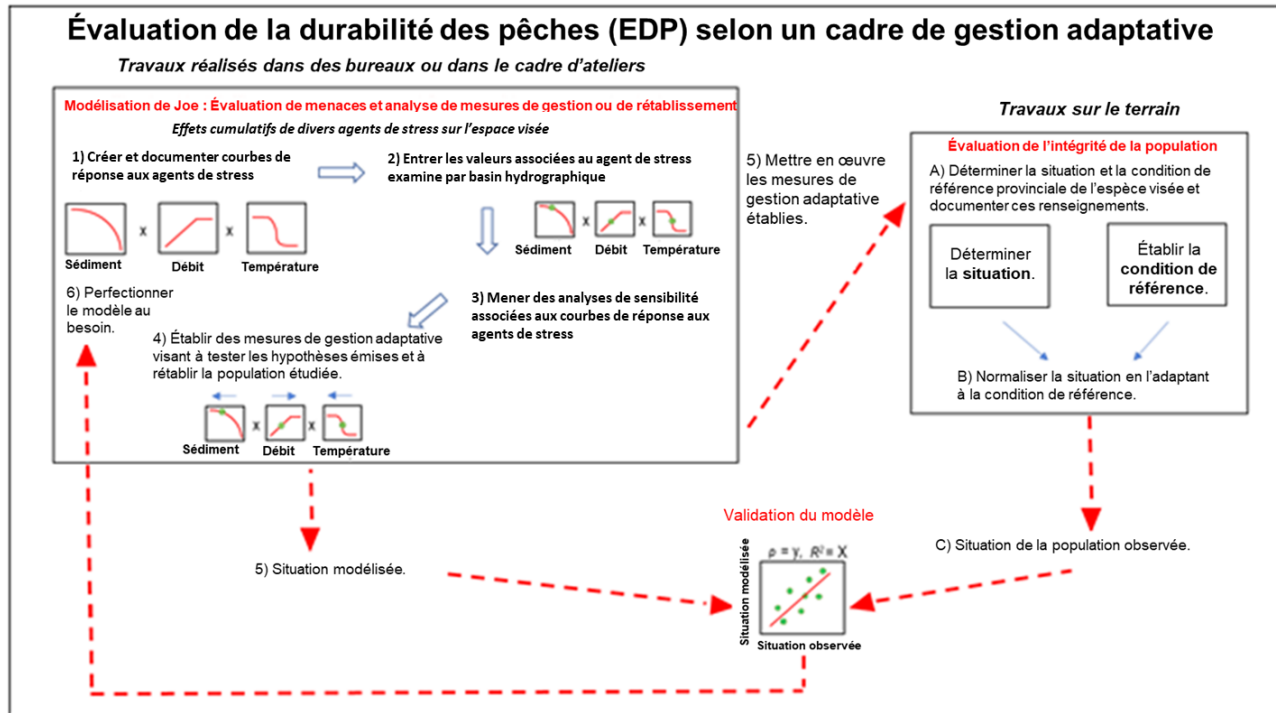 Évaluation de la durabilité des pêches (EDP) selon un cadre de gestion adaptative
Travaux réalisés dans des bureaux ou dans le cadre d'ateliers
Modélisation de Joe : Évaluation de menaces et analyse de mesures de gestion ou de rétablissement
Effets cumulatifs de divers agents de stress sur l'espace visée
1) Créer et documenter courbes de
réponse aux agents de stress
x
x
Sédiment
Débit
Température
2) Entrer les valeurs associées au agent de stress
examine par basin hydrographique
x
x
Sédiment
Débit
Température
3) Mener des analyses de sensibilité
associées aux courbes de réponse aux
agents de stress
4) Établir des mesures de gestion adaptative
visant à tester les hypothèses émises et à
rétablir la population étudiée.
x
x
Sédiment
Débit
Température
6) Perfectionner
le modèle au
besoin.
5) Mettre en œuvre
les mesures de
gestion adaptative
établies.
Travaux sur le terrain
Évaluation de l'intégrité de la population
A) Déterminer la situation et la condition de
référence provinciale de l'espèce visée et
documenter ces renseignements.
Déterminer
la situation.
Établir la
condition de
référence.
B) Normaliser la situation en l'adaptant
à la condition de référence.
C) Situation de la population observée.
5) Situation modélisée.
Validation du modèle
ρ = y, R² = X
Situation modélisée
Situation observée